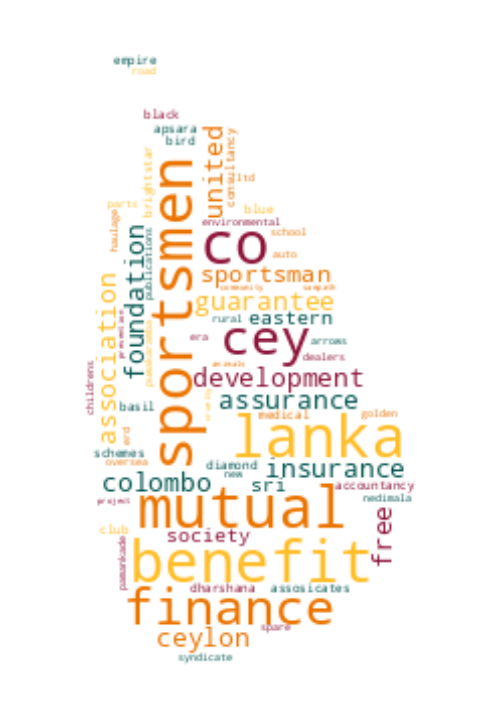 empire
road
black
apsara
bird
united
consultancy
ltd
brightstar
sportsmen
parts
haulage
blue
environmental
school
co
auto
foundation
publications
sportsman
community
sampath
guarantee
association
rural
eastern
prevention
era
cey
arrows
dealers
animals
development
childrens
assurance
basil
medical
golden
erd
lanka
schemes
oversea
diamond
new
insurance
colombo
sri
accountancy
nedimala
project
mutual
club
society
free
pamankade
benefit
dharshana
assosicates
finance
spare
ceylon
syndicate